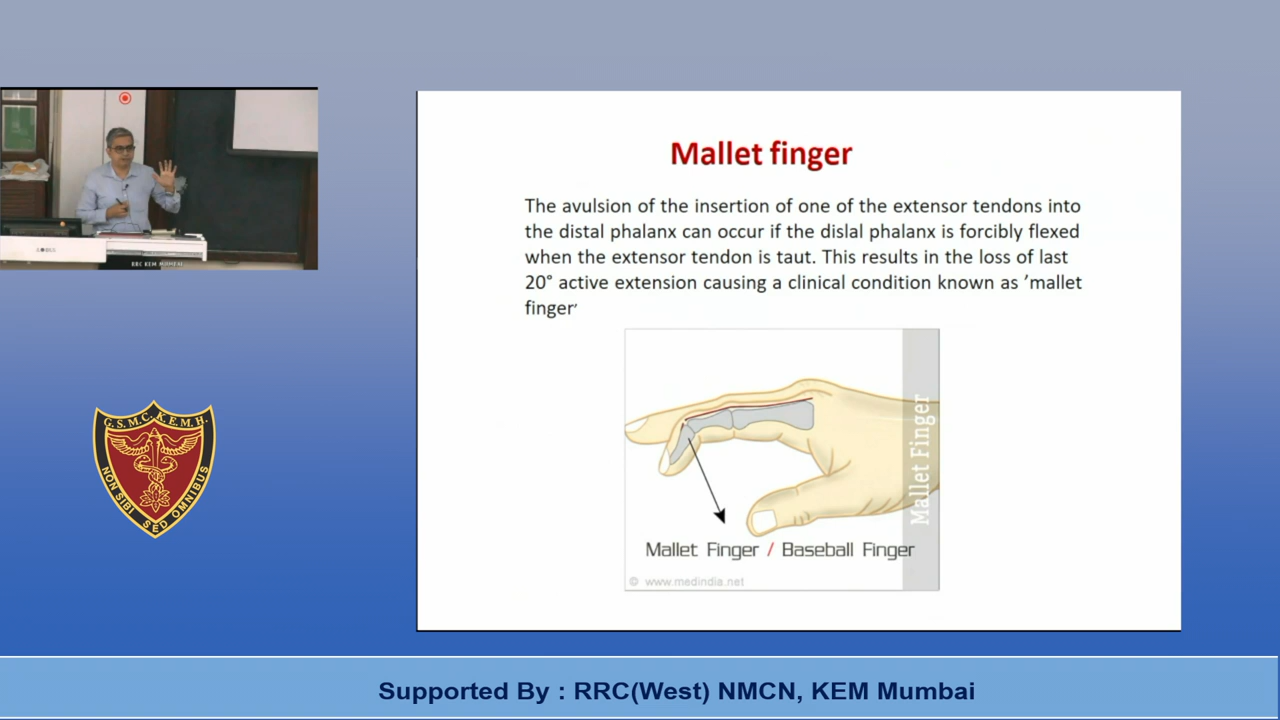 RRC KEM MUMBAI
G.S.M.C.K.E.M.H.
NON SIBI SED OMNIBUS
Mallet finger
The avulsion of the insertion of one of the extensor tendons into
the distal phalanx can occur if the dislal phalanx is forcibly flexed
when the extensor tendon is taut. This results in the loss of last
20° active extension causing a clinical condition known as ’mallet
finger’
Mallet Finger
Mallet Finger / Baseball Finger
© www.medindia.net
Supported By : RRC(West) NMCN, KEM Mumbai